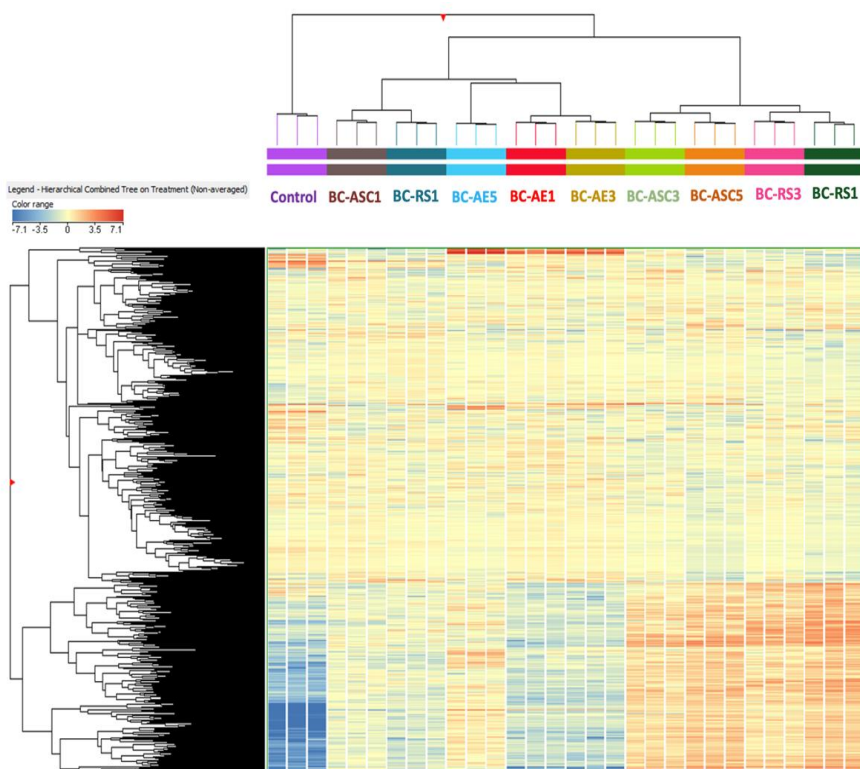 Legend - Hierarchical Combined Tree on Treatment (Non-averaged)
Color range
-7.1 -3.5 0 3.5 7.1
Control BC-ASC1 BC-RS1 BC-AE5 BC-AE1 BC-AE3 BC-ASC3 BC-ASC5 BC-RS3 BC-RS1